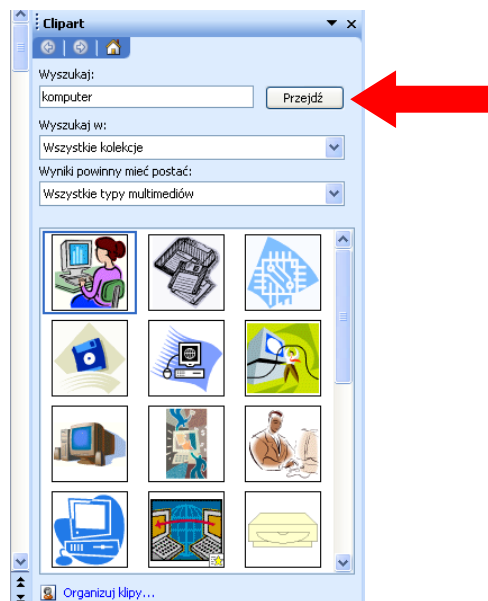 Clipart
Wyszukaj:
komputer
Przejdź
Wyszukaj w:
Wszystkie kolekcje
Wyniki powinny mieć postać:
Wszystkie typy multimediów
Organizuj klipy...